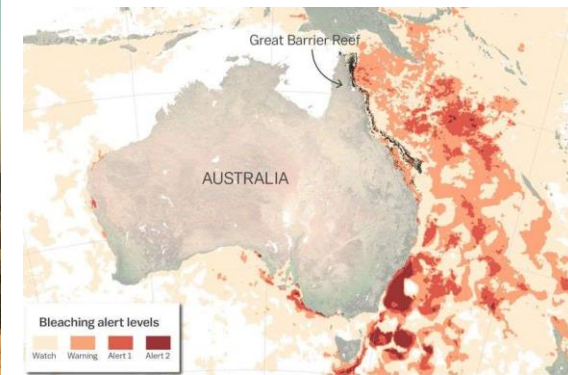 Great Barrier Reef
AUSTRALIA
Bleaching alert levels
Watch Warning Alert 1 Alert 2